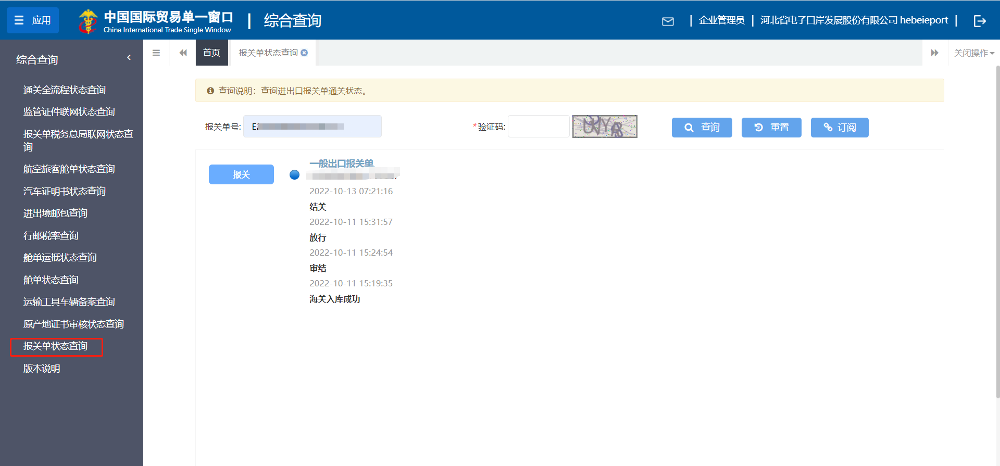 应用
中国国际贸易单一窗口
China International Trade Single Window
综合查询
企业管理员
河北省电子口岸发展股份有限公司 hebeieport
综合查询
通关全流程状态查询
监管证件联网状态查询
报关单税务总局联网状态查
询
航空旅客舱单状态查询
汽车证明书状态查询
进出境邮包查询
行邮税率查询
舱单运抵状态查询
舱单状态查询
运输工具车辆备案查询
原产地证书审核状态查询
报关单状态查询
版本说明
首页
报关单状态查询
关闭操作
查询说明：查询进出口报关单通关状态。
报关单号:
*验证码:
查询
重置
订阅
报关
一般出口报关单
2022-10-13 07:21:16
结关
2022-10-11 15:31:57
放行
2022-10-11 15:24:54
审结
2022-10-11 15:19:35
海关入库成功